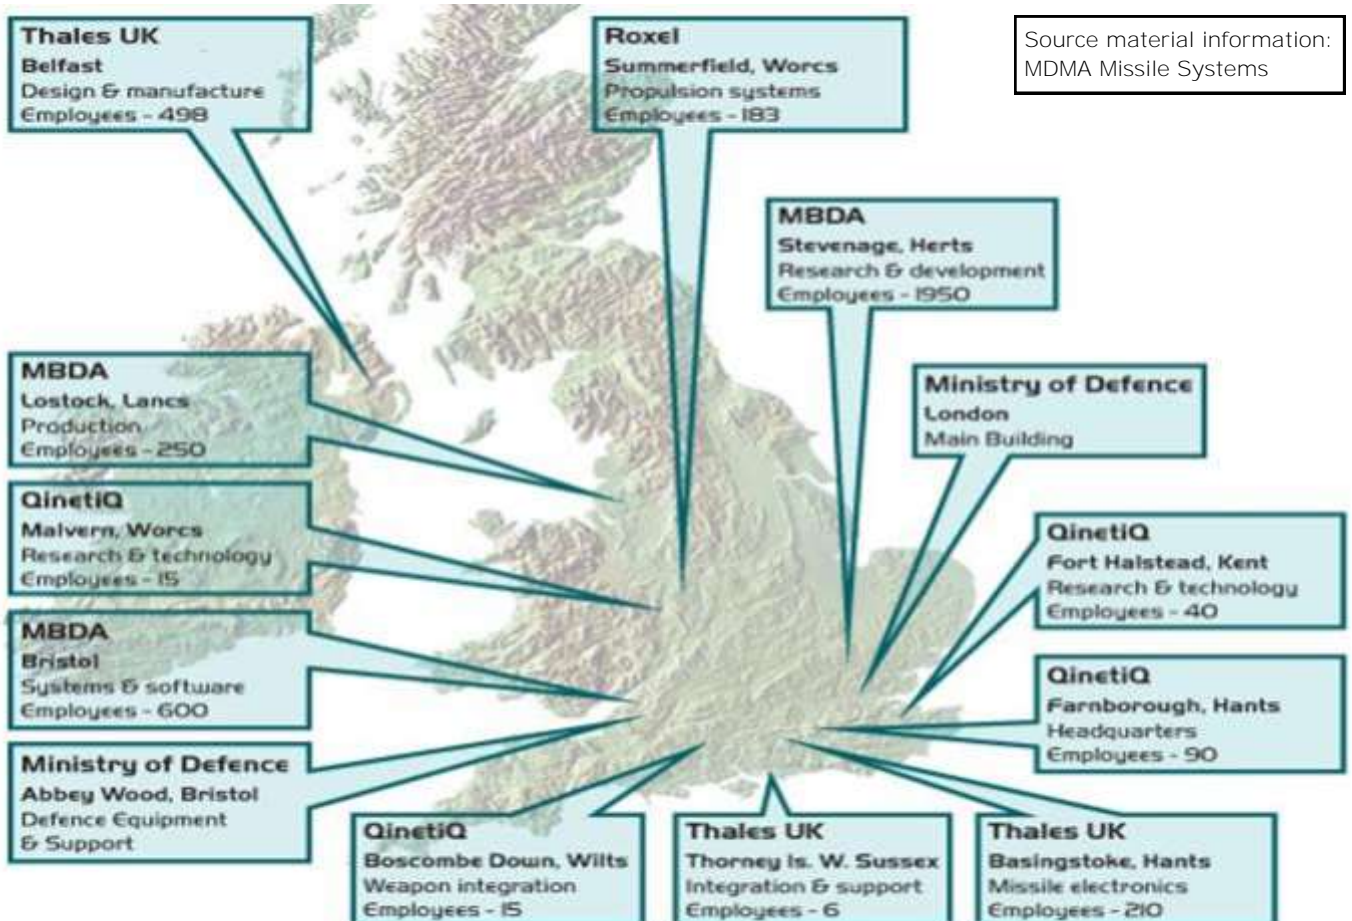 Thales UK
Belfast
Design & manufacture
Employees - 498
Roxel
Summerfield, Worcs
Propulsion systems
Employees - 183
Source material information:
MDMA Missile Systems
MBDA
Stevenage, Herts
Research & development
Employees - 1950
MBDA
Lostock, Lancs
Production
Employees - 250
Ministry of Defence
London
Main Building
QinetiQ
Malvern, Worcs
Research & technology
Employees - 15
QinetiQ
Fort Halstead, Kent
Research & technology
Employees - 40
MBDA
Bristol
Systems & software
Employees - 600
QinetiQ
Farnborough, Hants
Headquarters
Employees - 90
Ministry of Defence
Abbey Wood, Bristol
Defence Equipment
& Support
QinetiQ
Boscombe Down, Wilts
Weapon integration
Employees - 15
Thales UK
Thorney Is. W. Sussex
Integration & support
Employees - 6
Thales UK
Basingstoke, Hants
Missile electronics
Employees - 210